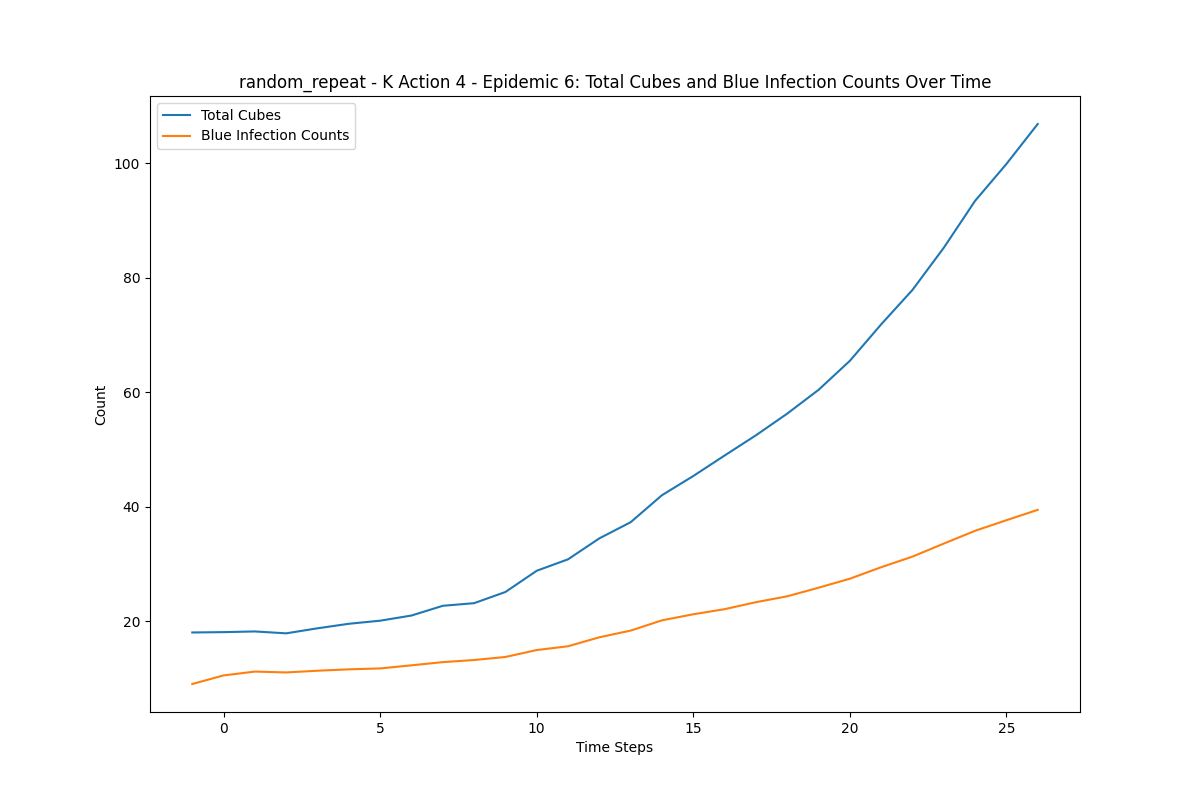 random_repeat - K Action 4 - Epidemic 6: Total Cubes and Blue Infection Counts Over Time
Total Cubes
Blue Infection Counts
100
80
60
40
20
Count
0 5 10 15 20 25
Time Steps